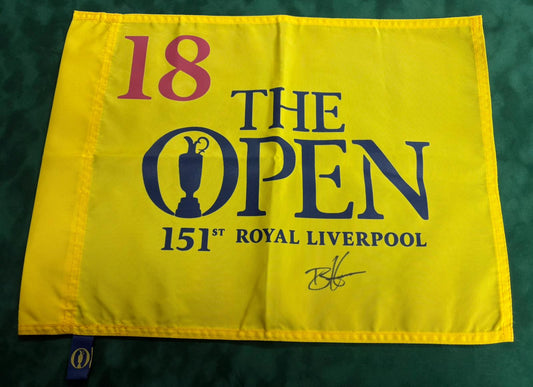 18
THE
OPEN
151ST ROYAL LIVERPOOL